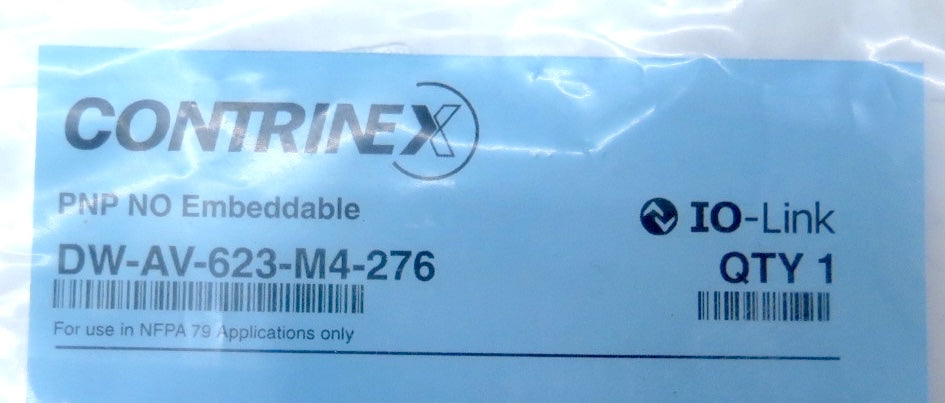 CONTRINEX
PNP NO Embeddable
IO-Link
DW-AV-623-M4-276
QTY 1
For use in NFPA 79 Applications only